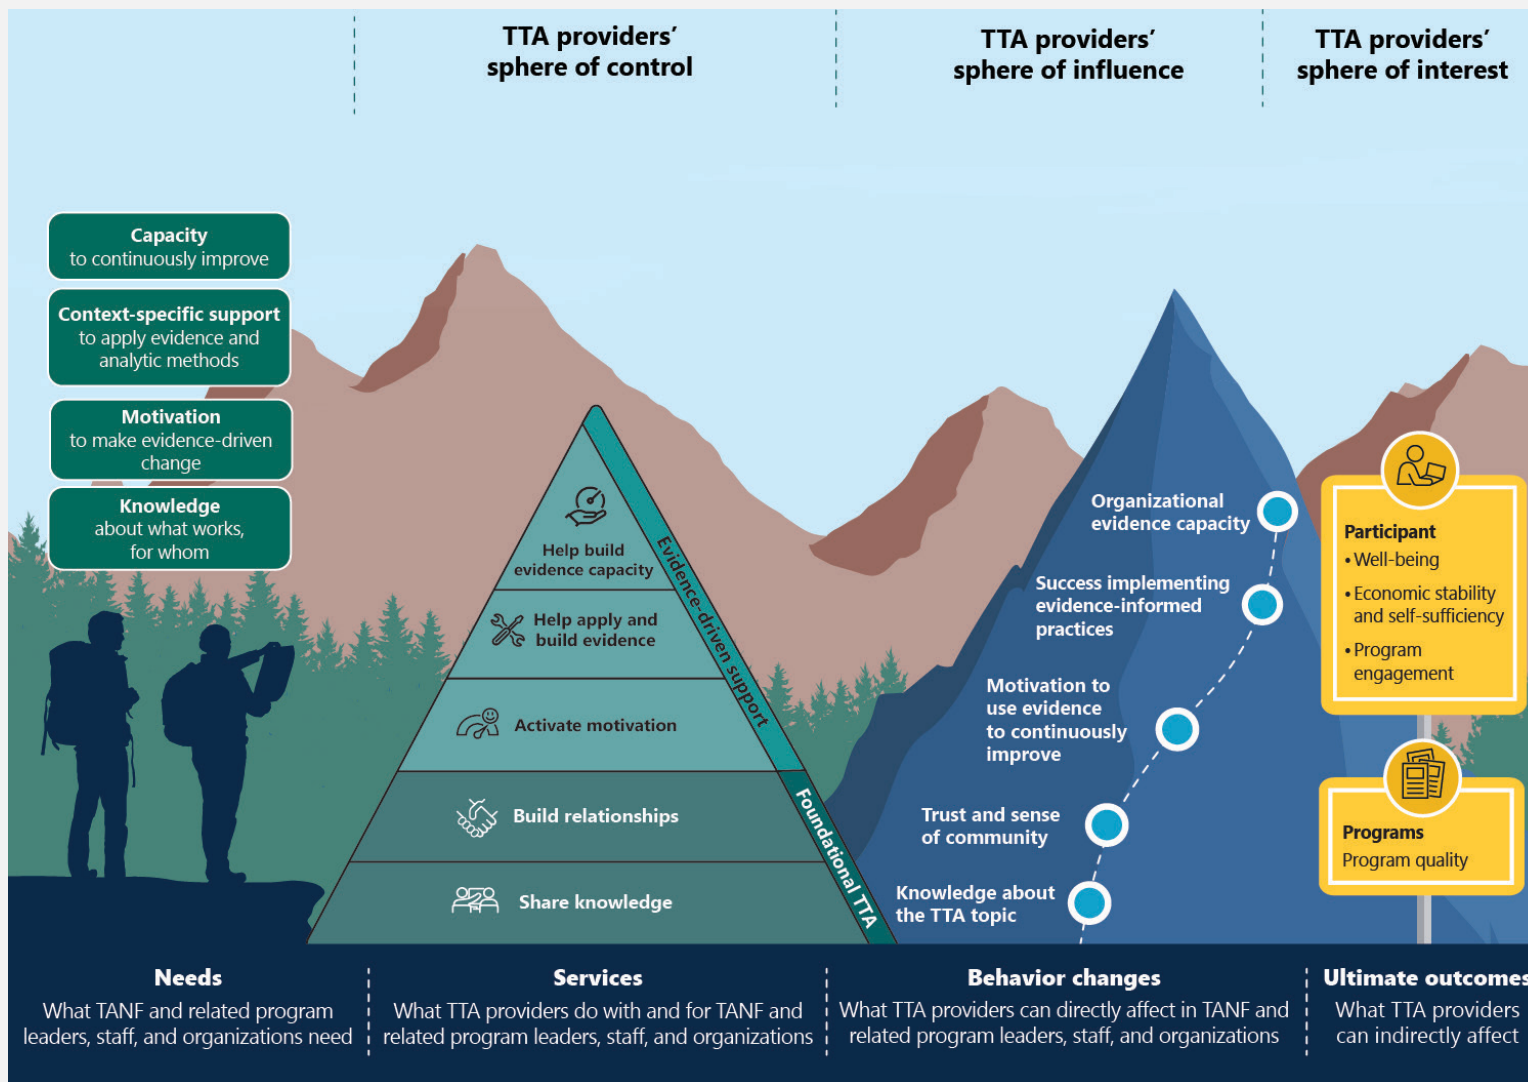 TTA providers’
sphere of control
TTA providers’
sphere of influence
TTA providers’
sphere of interest
Capacity
to continuously improve
Context-specific support
to apply evidence and
analytic methods
Motivation
to make evidence-driven
change
Knowledge
about what works,
for whom
Help build
evidence capacity
Help apply and
build evidence
Activate motivation
Build relationships
Share knowledge
Evidence-driven support
Foundational TTA
Organizational
evidence capacity
Success implementing
evidence-informed
practices
Motivation to
use evidence
to continuously
improve
Trust and sense
of community
Knowledge about
the TTA topic
Participant
• Well-being
• Economic stability
and self-sufficiency
• Program
engagement
Programs
Program quality
Needs
What TANF and related program
leaders, staff, and organizations need
Services
What TTA providers do with and for TANF and
related program leaders, staff, and organizations
Behavior changes
What TTA providers can directly affect in TANF and
related program leaders, staff, and organizations
Ultimate outcomes
What TTA providers
can indirectly affect